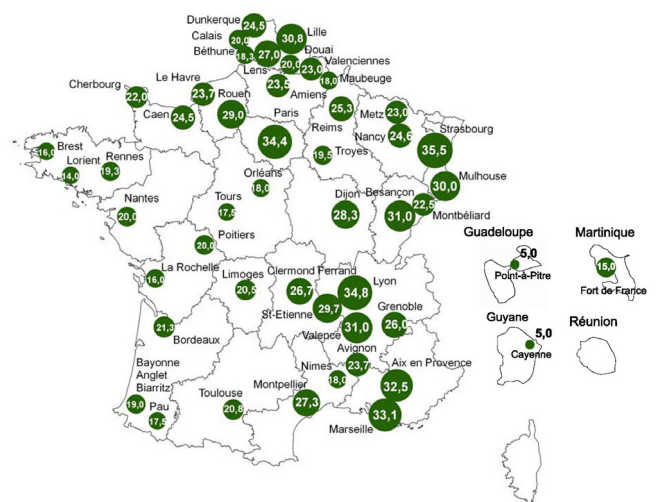 Dunkerque
24,5
Calais
20,0
Lille
30,8
Béthune
18,3
27,0
Douai
20,0
Lens
Valenciennes
23,0
Maubeuge
18,0
Le Havre
23,7
Cherbourg
22,0
Rouen
29,0
23,5
Amiens
Caen
24,5
Paris
34,4
25,3
Reims
Metz
23,0
Nancy
24,6
Strasbourg
35,5
Brest
16,0
Lorient
14,0
Rennes
19,3
19,5
Troyes
Orléans
18,0
Mulhouse
30,0
Nantes
20,0
Tours
17,5
Dijon
28,3
Besançon
31,0
22,5
Montbéliard
Poitiers
20,0
Guadeloupe
5,0
Point-à-Pitre
Martinique
15,0
Fort de France
La Rochelle
16,0
Limoges
20,5
Clermond Ferrand
26,7
Lyon
34,8
St-Etienne
29,7
Grenoble
26,0
Guyane
5,0
Cayenne
Réunion
21,3
Bordeaux
Valence
31,0
Avignon
23,7
Bayonne
Anglet
Biarritz
19,0
Pau
17,5
Toulouse
20,8
Montpellier
27,3
Nimes
18,0
Aix en Provence
32,5
33,1
Marseille